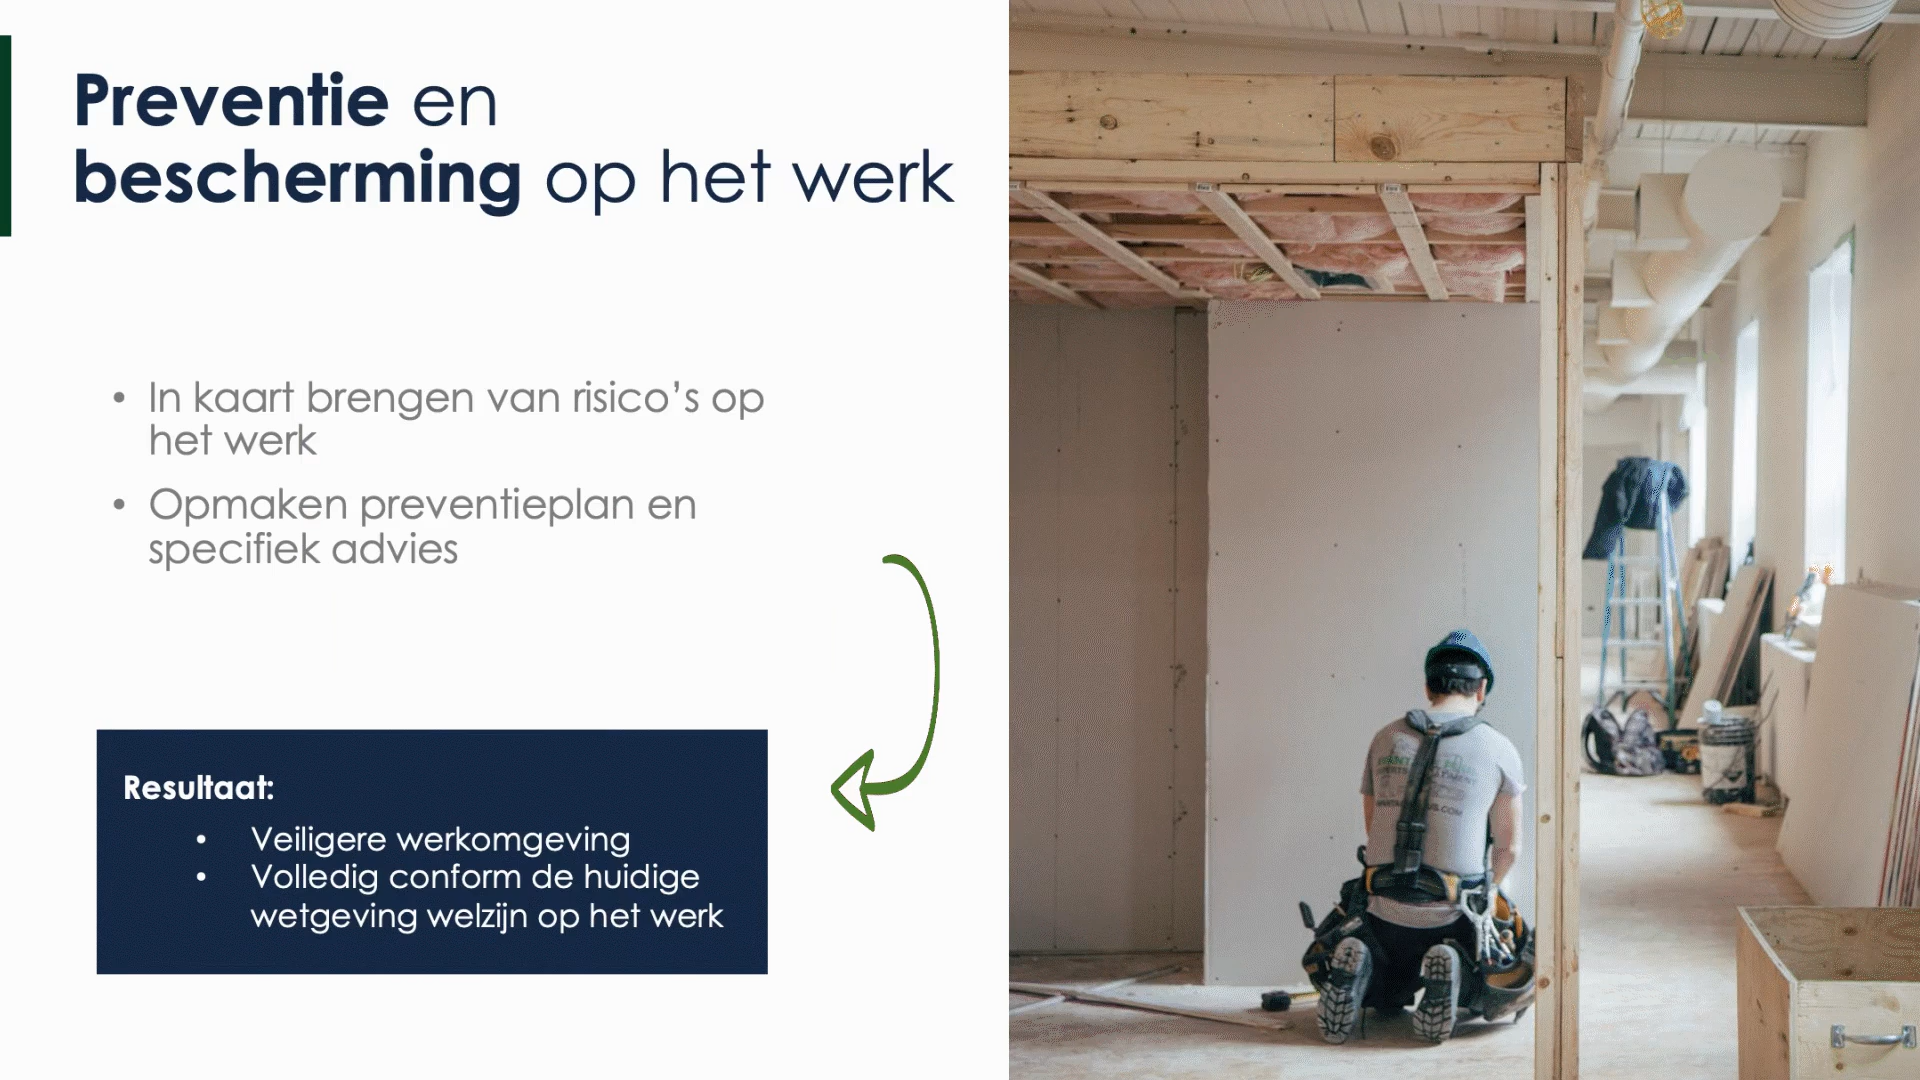 Preventie en
bescherming op het werk
• In kaart brengen van risico’s op
het werk
• Opmaken preventieplan en
specifiek advies
Resultaat:
• Veiligere werkomgeving
• Volledig conform de huidige
wetgeving welzijn op het werk